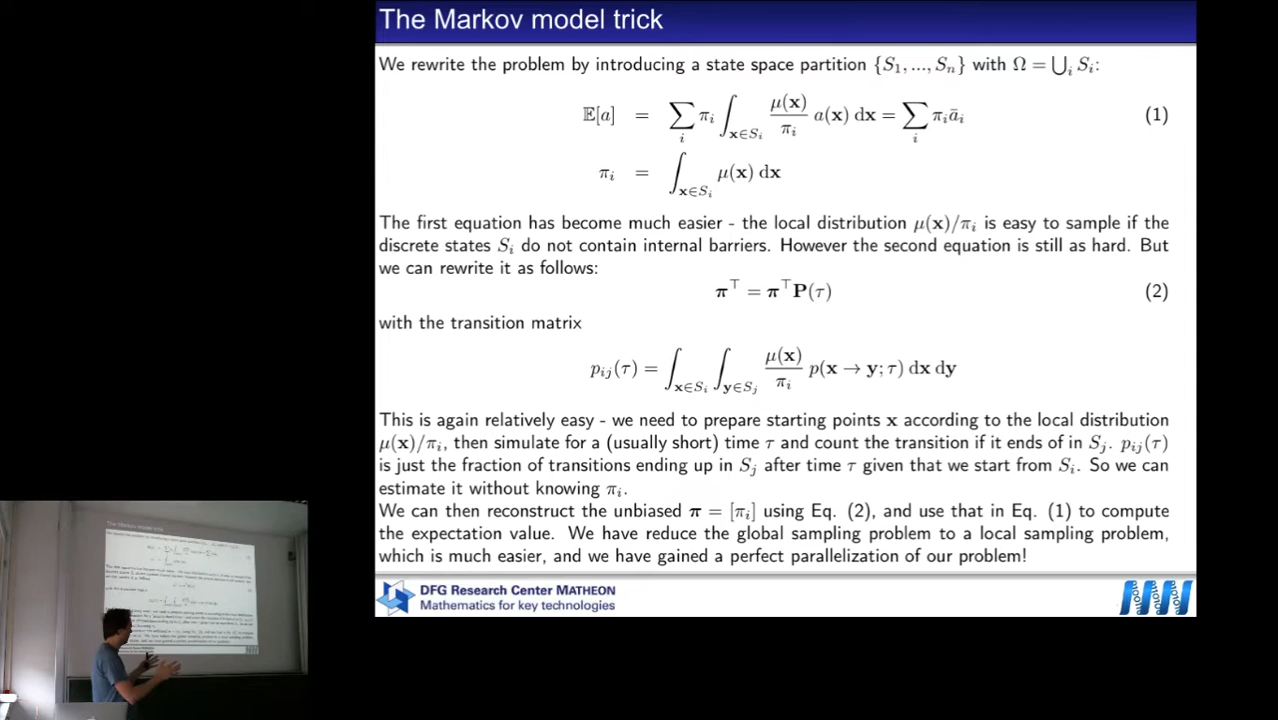 The Markov model trick
We rewrite the problem by introducing a state space partition {S₁, ..., Sₙ} with Ω = ⋃ᵢ Sᵢ:
𝔼[a] = ∑ᵢ πᵢ ∫_{x∈Sᵢ} μ(x)/πᵢ a(x) dx = ∑ᵢ πᵢāᵢ (1)
πᵢ = ∫_{x∈Sᵢ} μ(x) dx
The first equation has become much easier - the local distribution μ(x)/πᵢ is easy to sample if the
discrete states Sᵢ do not contain internal barriers. However the second equation is still as hard. But
we can rewrite it as follows:
π⊤ = π⊤P(τ) (2)
with the transition matrix
pᵢⱼ(τ) = ∫_{x∈Sᵢ} ∫_{y∈Sⱼ} μ(x)/πᵢ p(x → y; τ) dx dy
This is again relatively easy - we need to prepare starting points x according to the local distribution
μ(x)/πᵢ, then simulate for a (usually short) time τ and count the transition if it ends of in Sⱼ. pᵢⱼ(τ)
is just the fraction of transitions ending up in Sⱼ after time τ given that we start from Sᵢ. So we can
estimate it without knowing πᵢ.
We can then reconstruct the unbiased π = [πᵢ] using Eq. (2), and use that in Eq. (1) to compute
the expectation value. We have reduce the global sampling problem to a local sampling problem,
which is much easier, and we have gained a perfect parallelization of our problem!
DFG Research Center MATHEON
Mathematics for key technologies
The Markov model trick